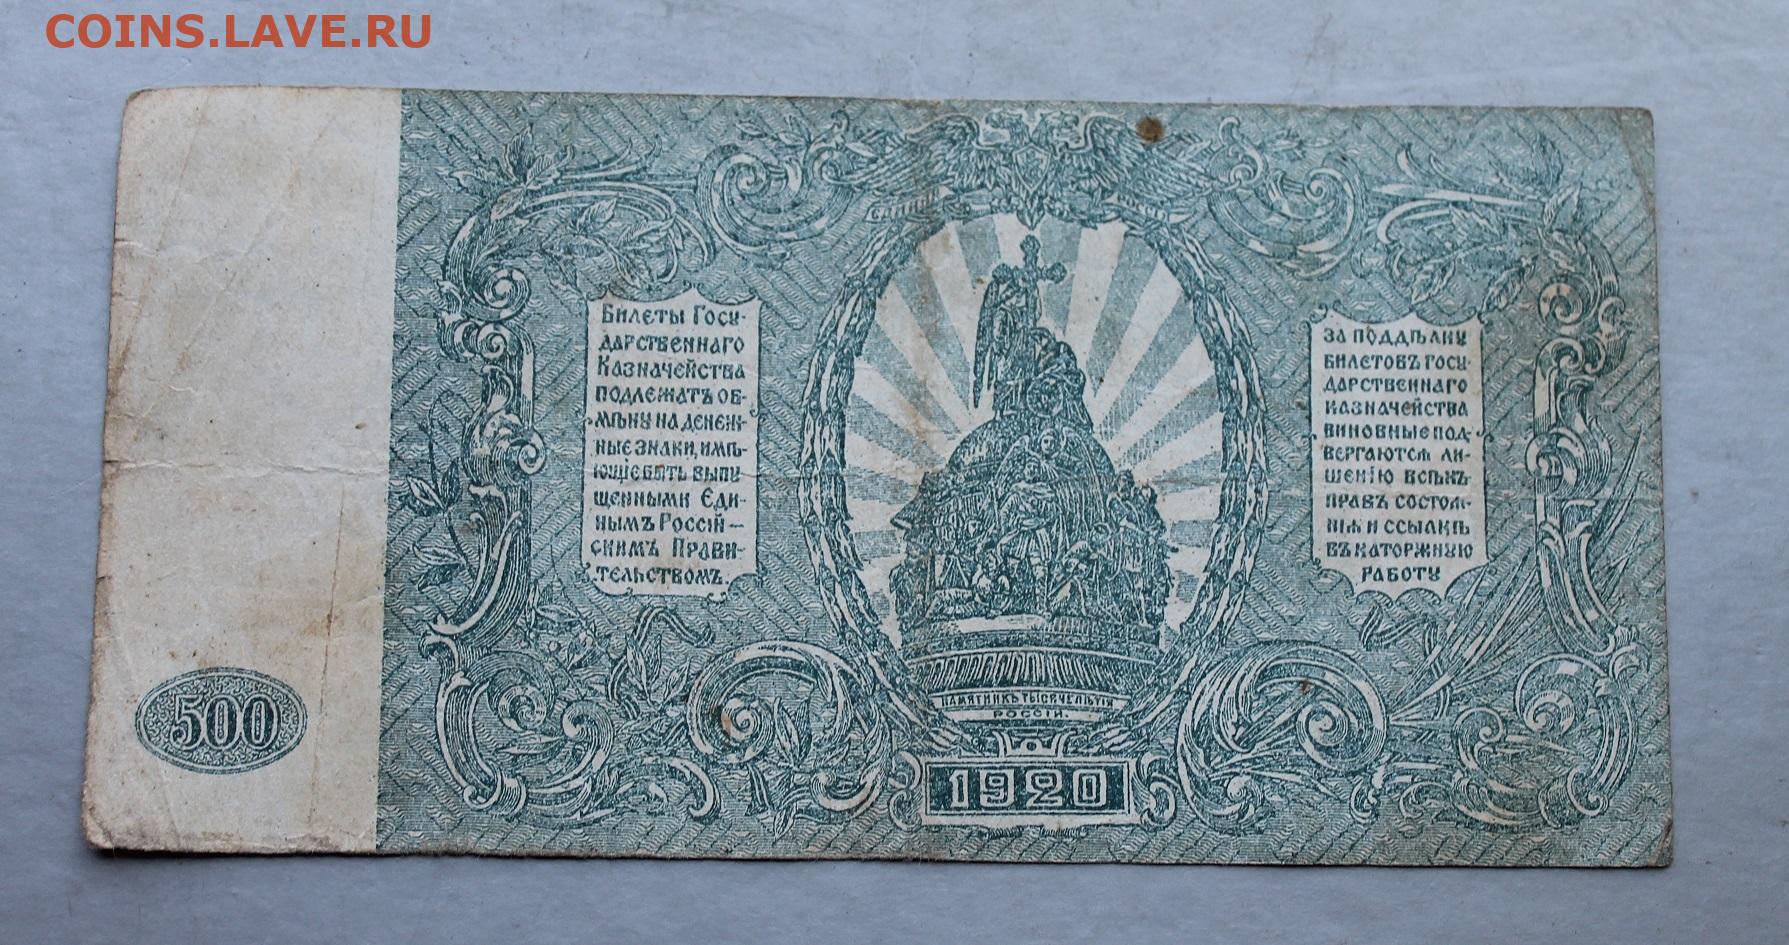 COINS.LAVE.RU
Билеты Госу-
дарственнаго
Казначейства
подлежатъ об-
мѣну на денеж-
ные знаки, имѣ-
ющіе быть выпу
щенными Еди-
нымъ Россій-
скимъ Прави-
тельствомъ.
За поддѣлку
билетовъ госу-
дарственнаго
казначейства
виновные под-
вергаются ли-
шенію всѣхъ
правъ состоя-
нія и ссылкѣ
въ каторжную
работу
ПАМЯТНИКЪ ТЫСЯЧЕЛѢТІЯ
РОССІИ.
500
1920